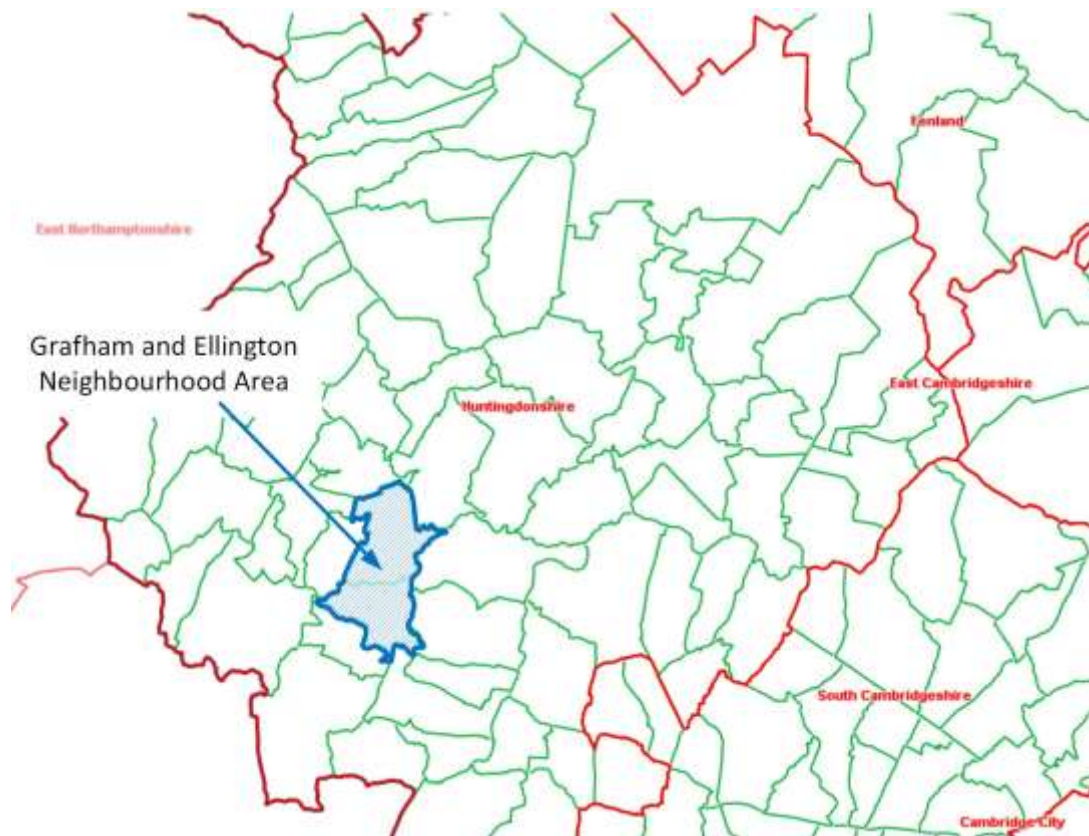 Fenland
East Northamptonshire
Grafham and Ellington
Neighbourhood Area
East Cambridgeshire
Huntingdonshire
South Cambridgeshire
Cambridge City